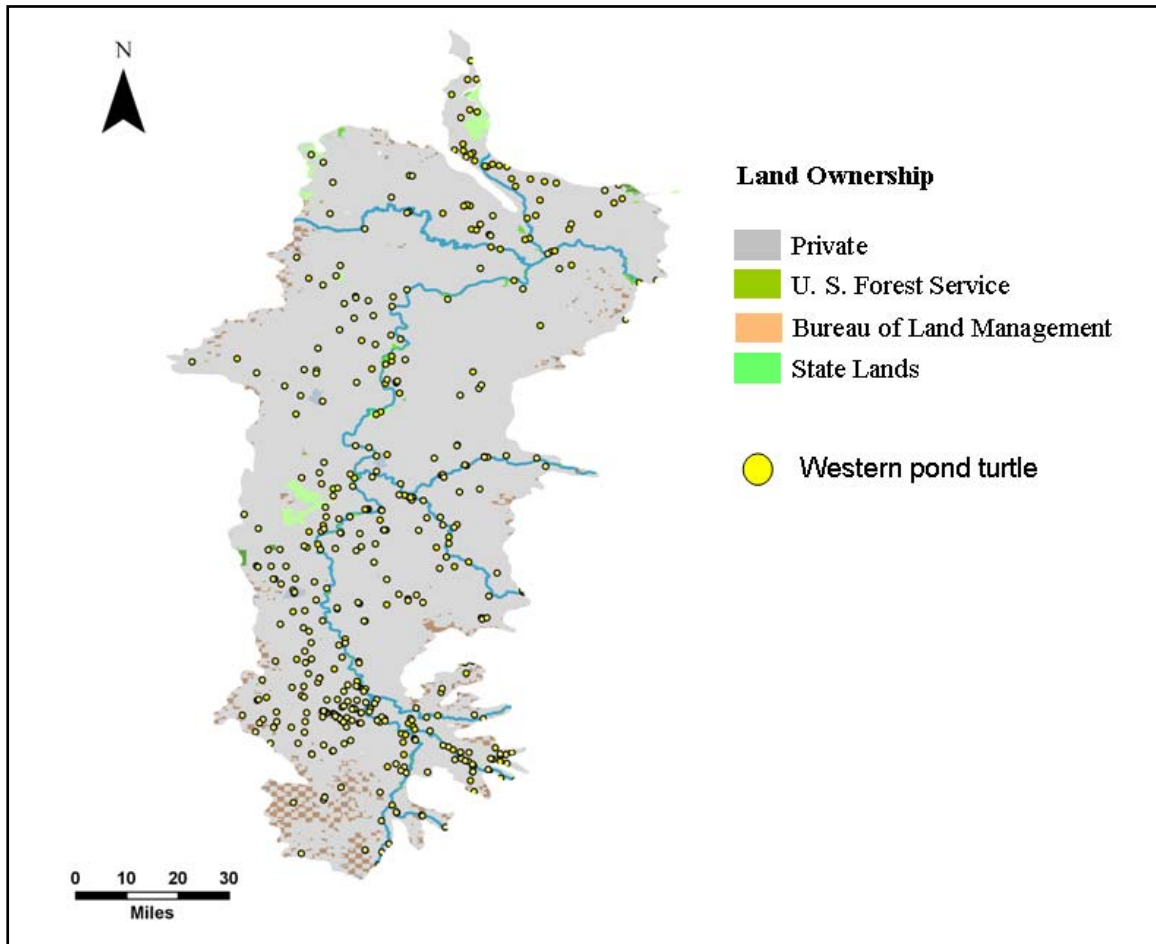 N
Land Ownership
Private
U. S. Forest Service
Bureau of Land Management
State Lands
Western pond turtle
0 10 20 30
Miles